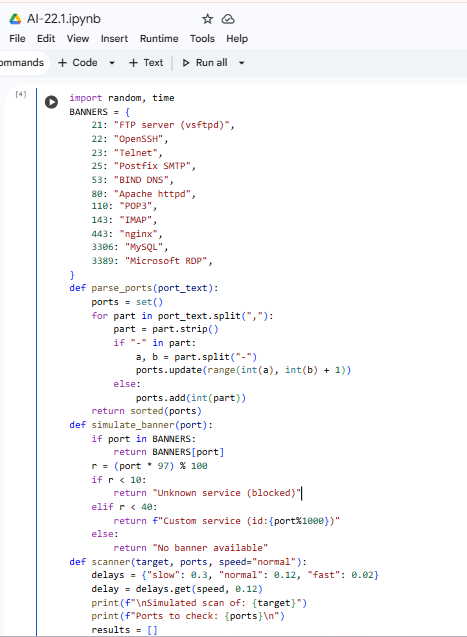 AI-22.1.ipynb
File Edit View Insert Runtime Tools Help
ommands + Code + Text Run all
[4]
import random, time
BANNERS = {
    21: "FTP server (vsftpd)",
    22: "OpenSSH",
    23: "Telnet",
    25: "Postfix SMTP",
    53: "BIND DNS",
    80: "Apache httpd",
    110: "POP3",
    143: "IMAP",
    443: "nginx",
    3306: "MySQL",
    3389: "Microsoft RDP",
}
def parse_ports(port_text):
    ports = set()
    for part in port_text.split(","):
        part = part.strip()
        if "-" in part:
            a, b = part.split("-")
            ports.update(range(int(a), int(b) + 1))
        else:
            ports.add(int(part))
    return sorted(ports)
def simulate_banner(port):
    if port in BANNERS:
        return BANNERS[port]
    r = (port * 97) % 100
    if r < 10:
        return "Unknown service (blocked)"
    elif r < 40:
        return f"Custom service (id:{port%1000})"
    else:
        return "No banner available"
def scanner(target, ports, speed="normal"):
    delays = {"slow": 0.3, "normal": 0.12, "fast": 0.02}
    delay = delays.get(speed, 0.12)
    print(f"\nSimulated scan of: {target}")
    print(f"Ports to check: {ports}\n")
    results = []